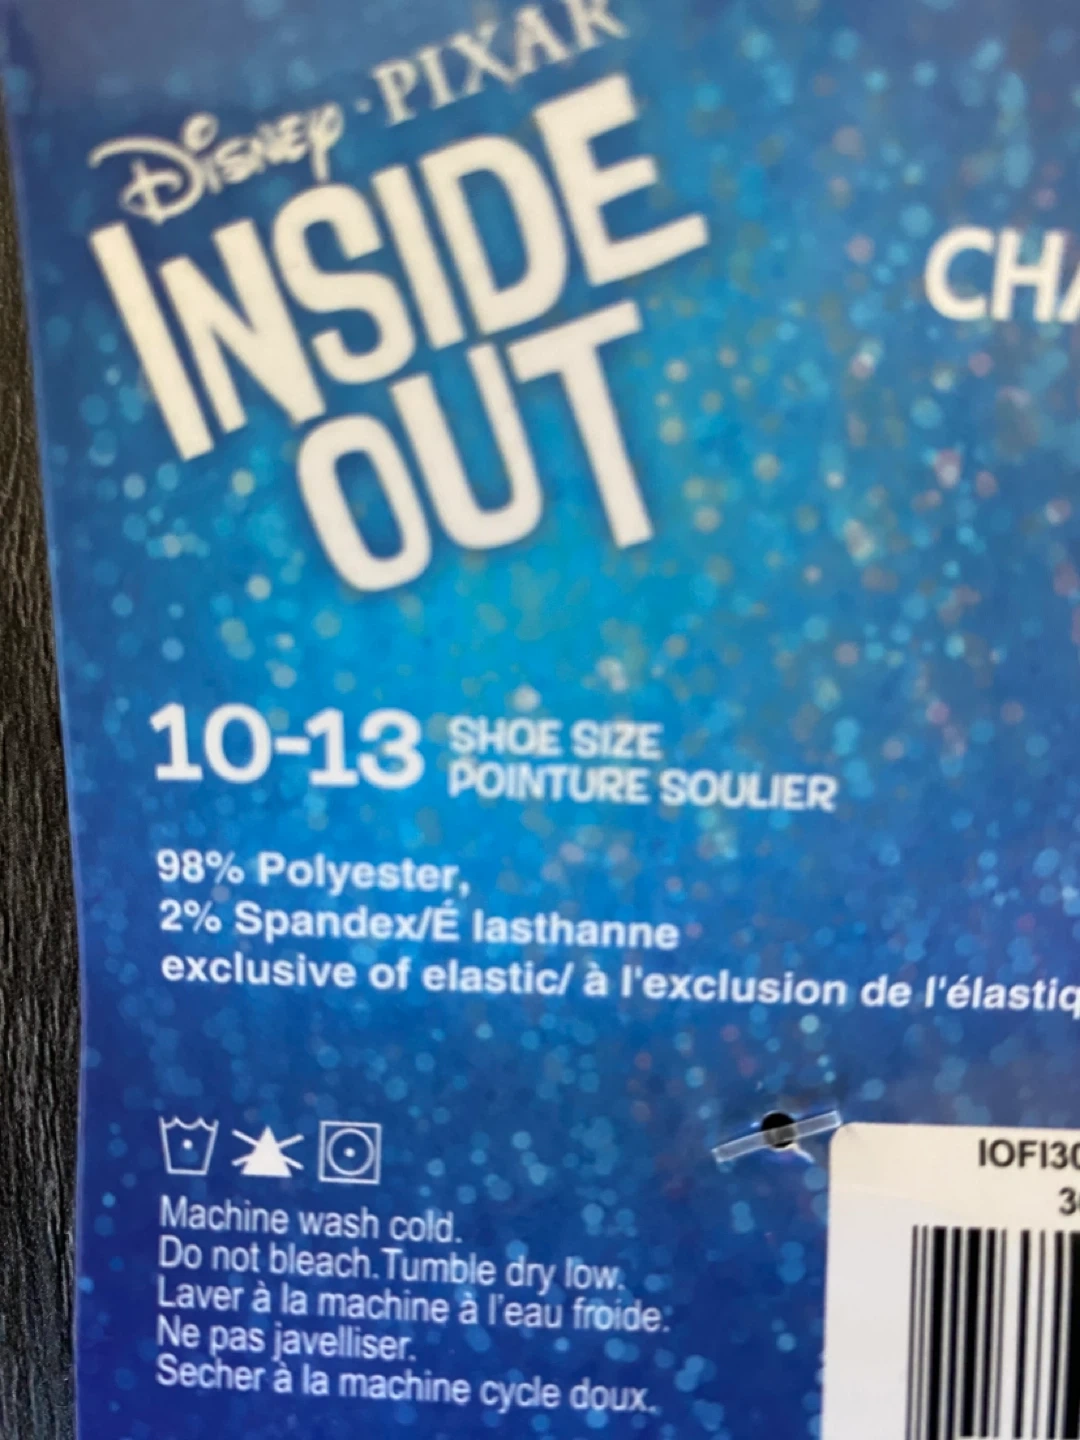 Disney · PIXAR
INSIDE
OUT
CHA
10-13 SHOE SIZE
POINTURE SOULIER
98% Polyester,
2% Spandex/É lasthanne
exclusive of elastic/ à l'exclusion de l'élastiq
Machine wash cold.
Do not bleach. Tumble dry low.
Laver à la machine à l'eau froide.
Ne pas javelliser.
Secher à la machine cycle doux.
IOFI30
3